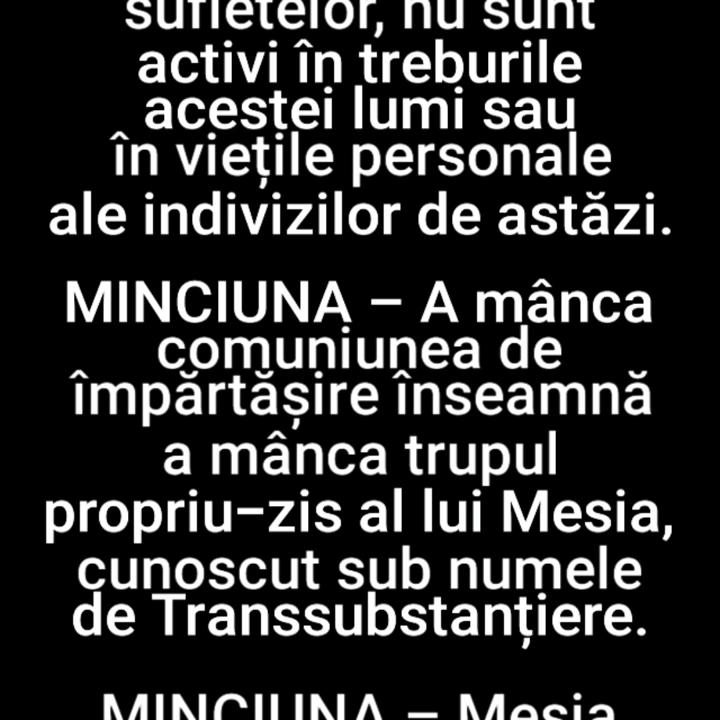 sufletelor, nu sunt
activi în treburile
acestei lumi sau
în viețile personale
ale indivizilor de astăzi.
MINCIUNA – A mânca
comuniunea de
împărtășire înseamnă
a mânca trupul
propriu-zis al lui Mesia,
cunoscut sub numele
de Transsubstanțiere.
MINCIUNA – Mesia